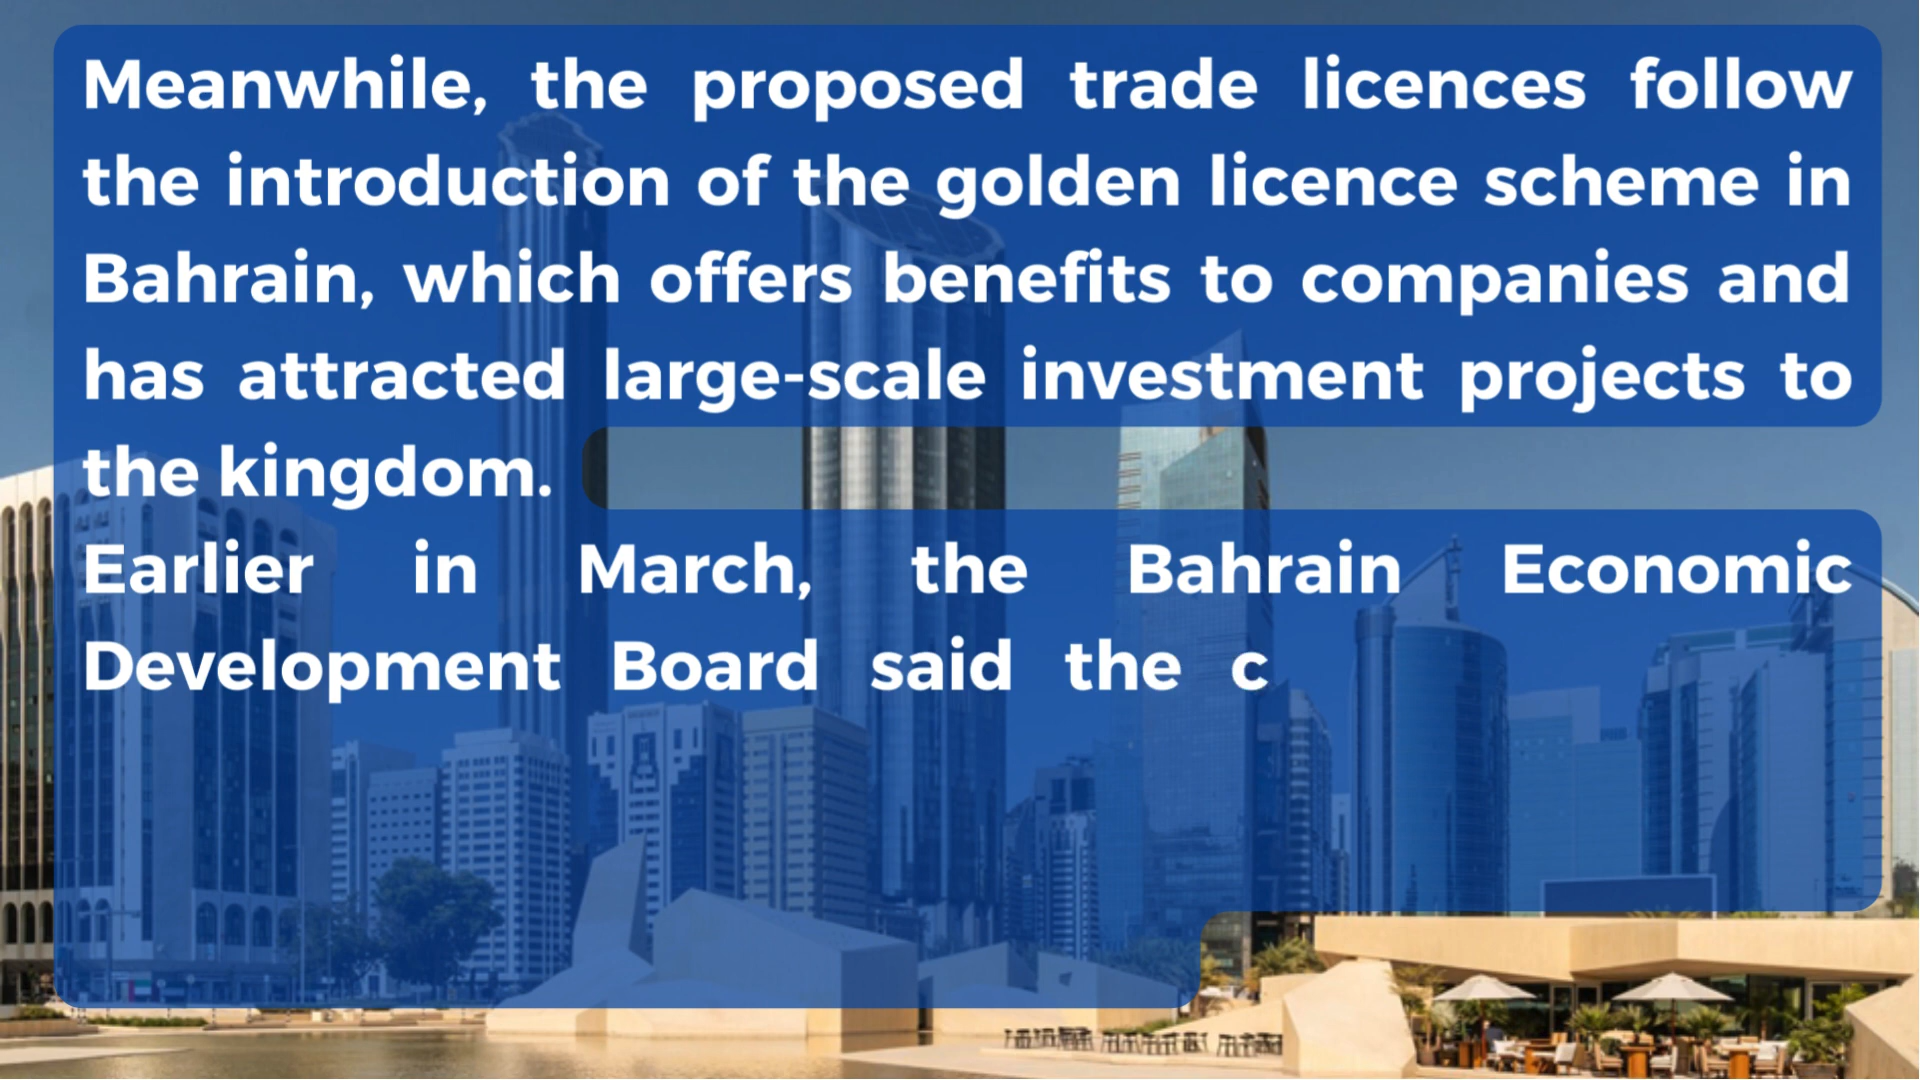 Meanwhile, the proposed trade licences follow
the introduction of the golden licence scheme in
Bahrain, which offers benefits to companies and
has attracted large-scale investment projects to
the kingdom.
Earlier in March, the Bahrain Economic
Development Board said the c